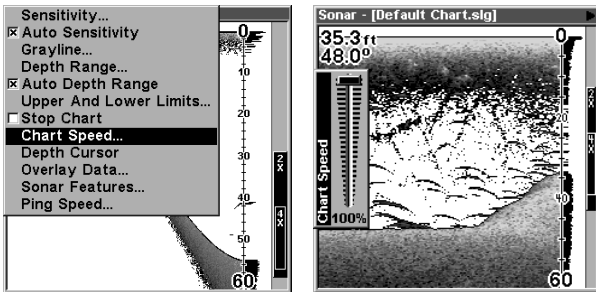 Sensitivity...
Auto Sensitivity
Grayline...
Depth Range...
Auto Depth Range
Upper And Lower Limits...
Stop Chart
Chart Speed...
Depth Cursor
Overlay Data...
Sonar Features...
Ping Speed...
0
10
20
30
40
50
60
2X
4X
Sonar - [Default Chart.slg]
35.3ft
48.0°
Chart Speed
100%
0
20
40
60
2X